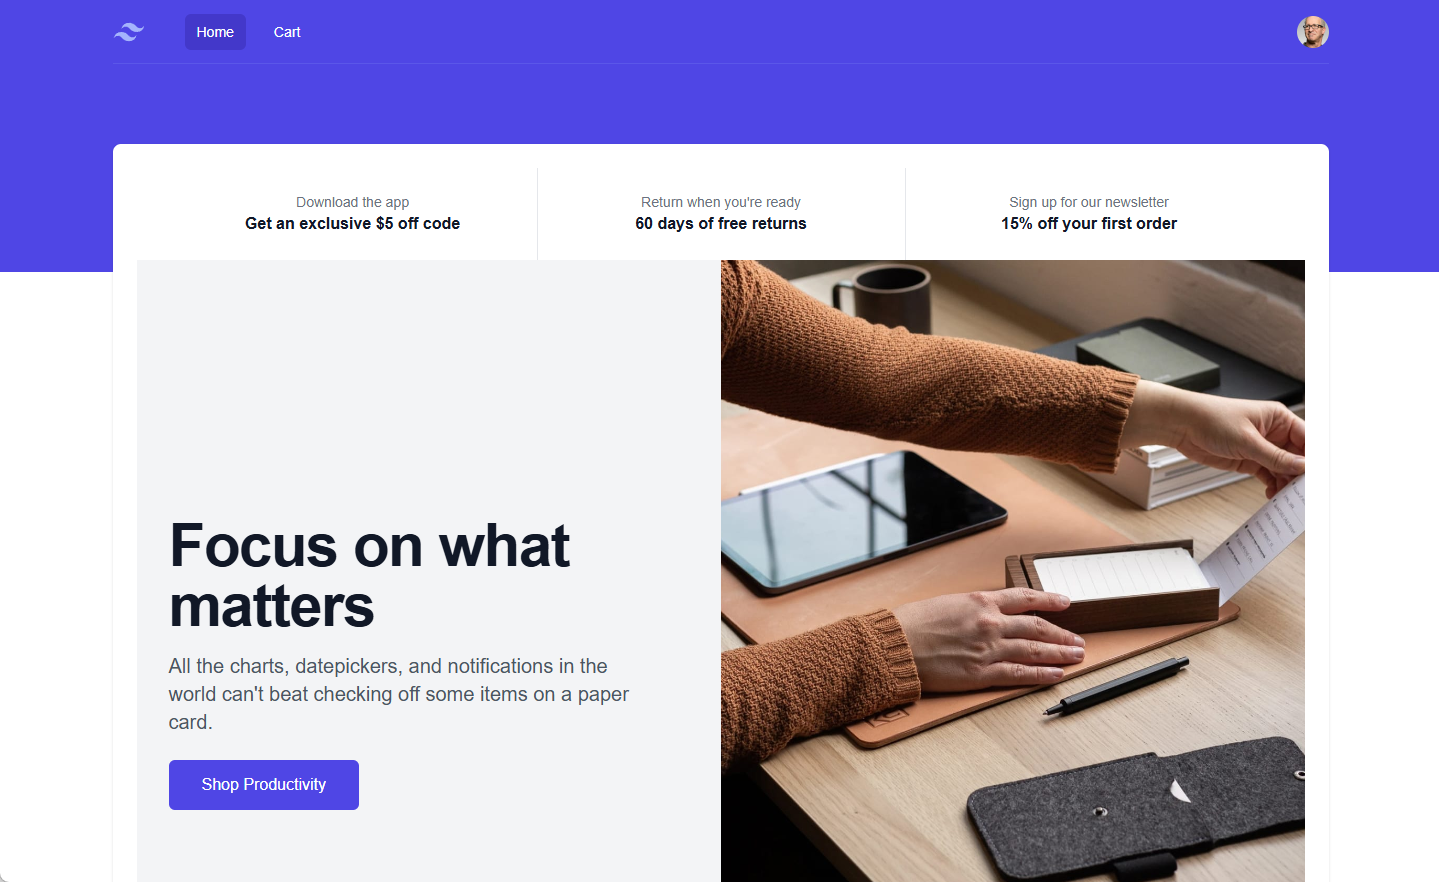 Home
Cart
Download the app
Get an exclusive $5 off code
Return when you're ready
60 days of free returns
Sign up for our newsletter
15% off your first order
Focus on what
matters
All the charts, datepickers, and notifications in the
world can't beat checking off some items on a paper
card.
Shop Productivity